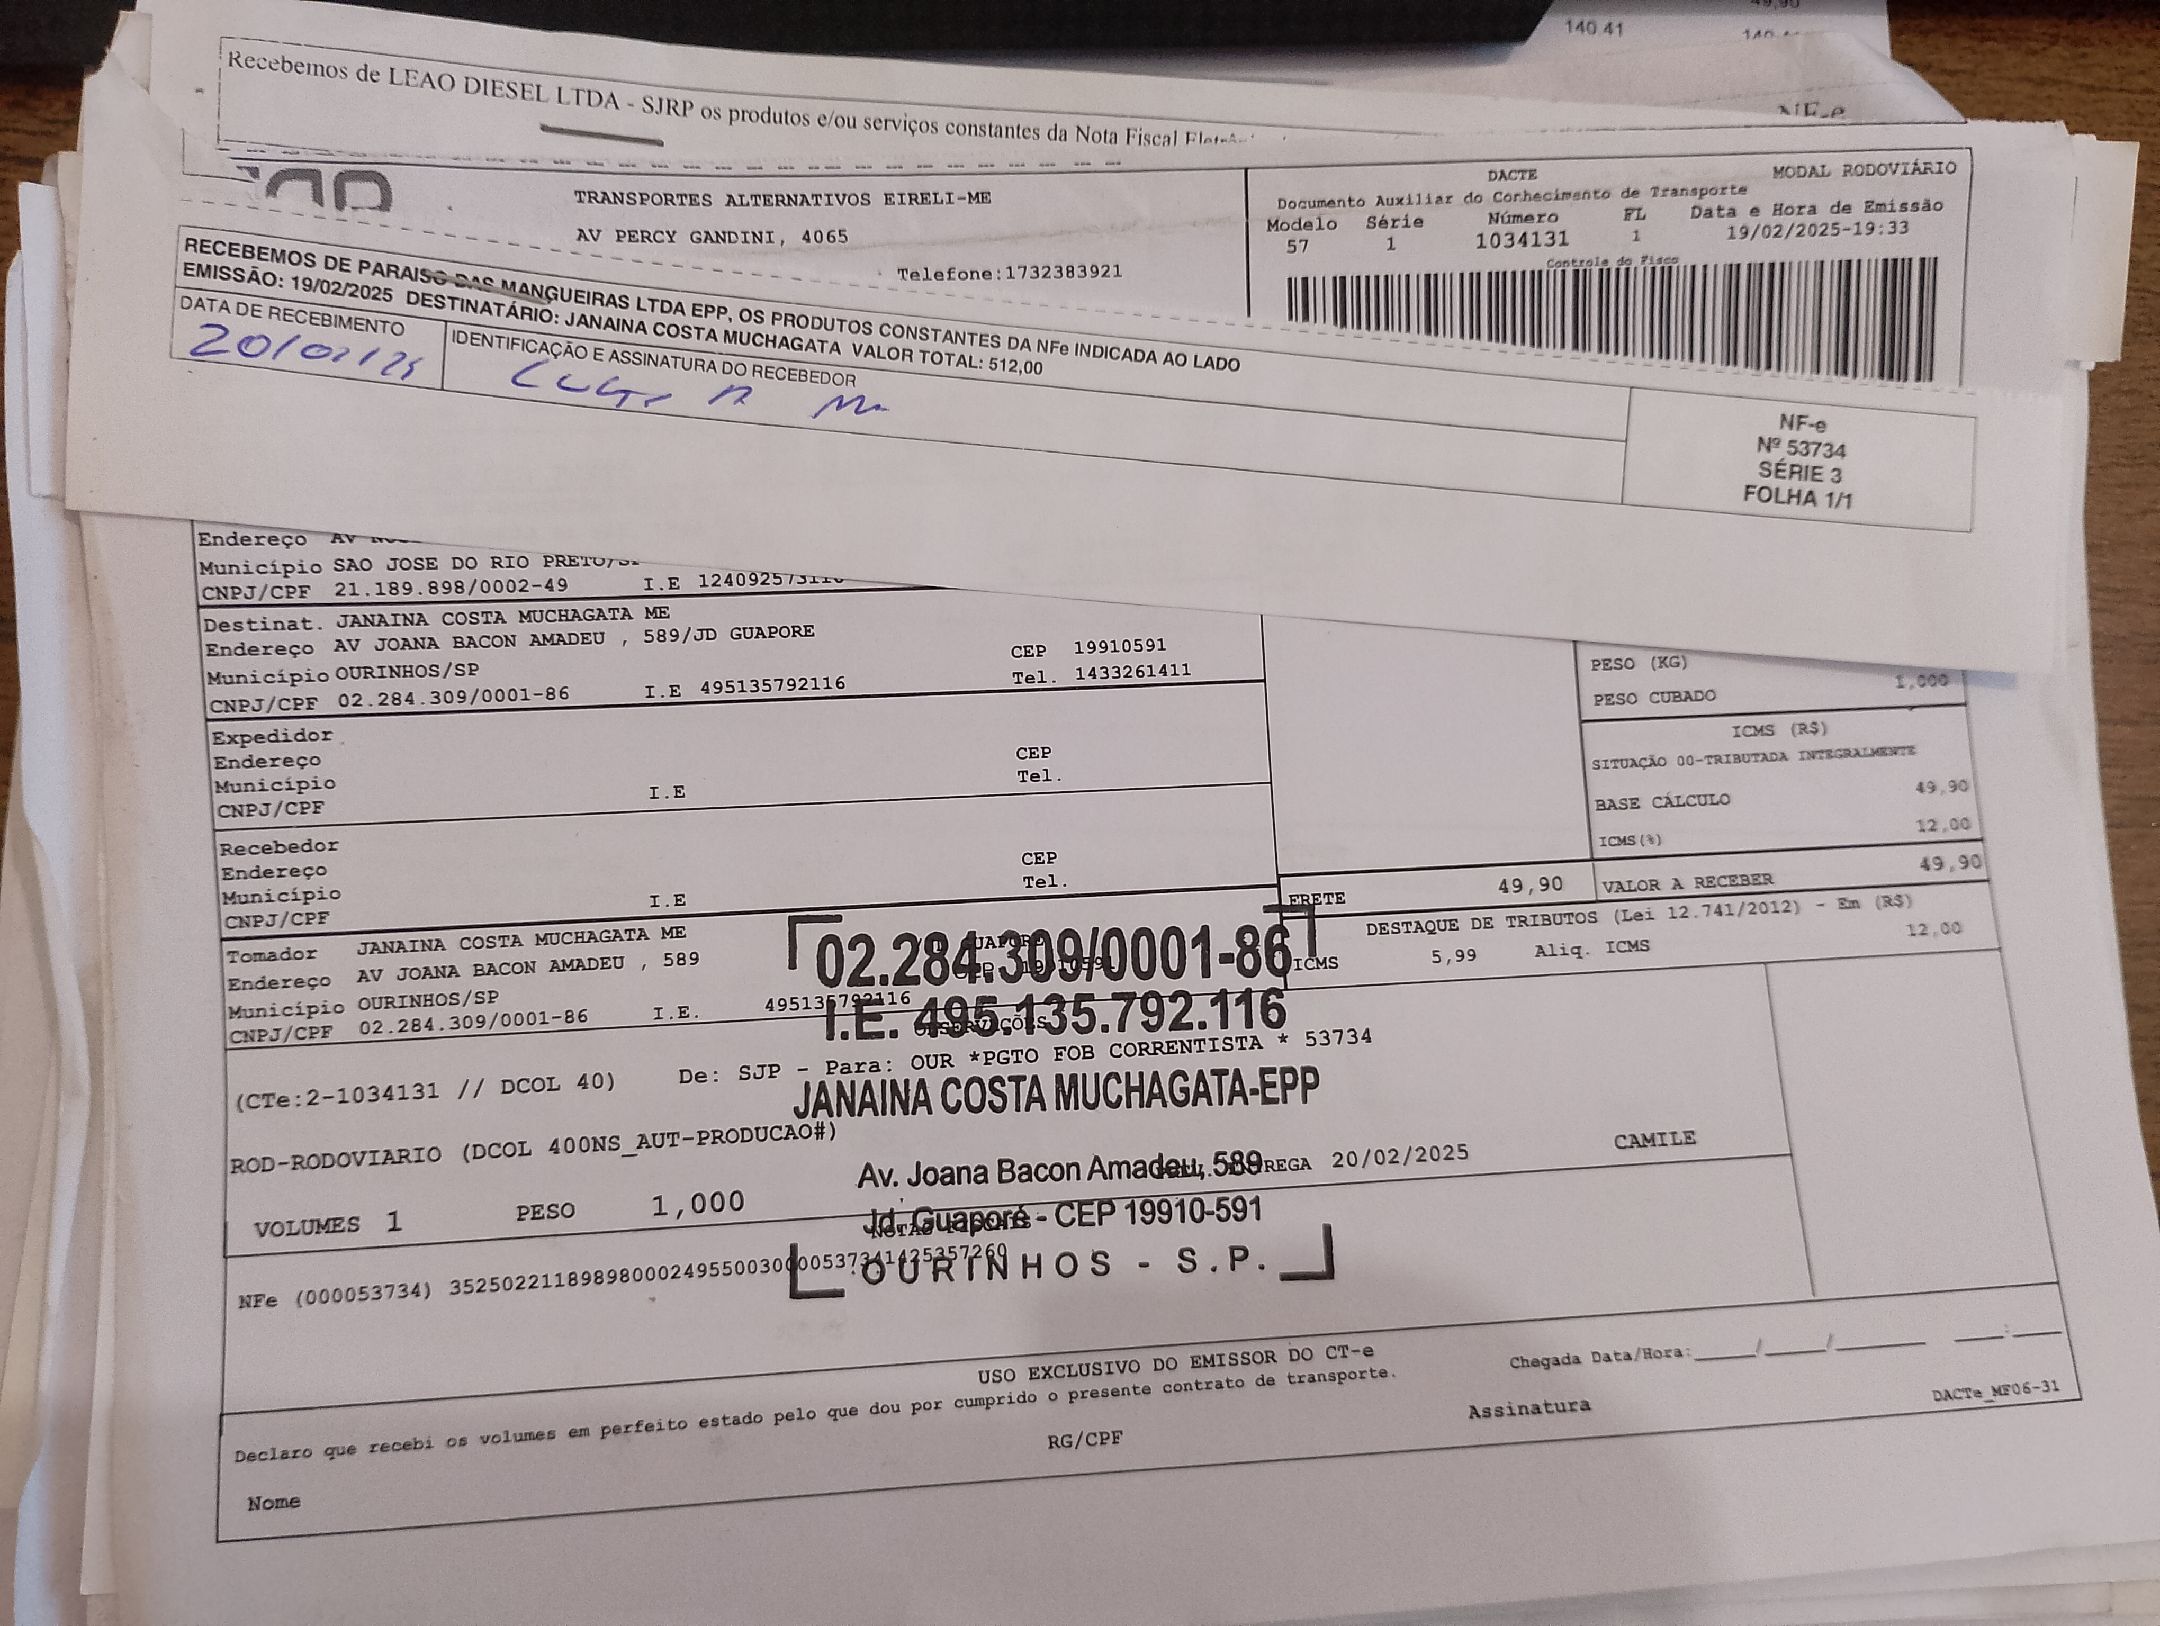 140.41
49,90
Recebemos de LEAO DIESEL LTDA - SJRP os produtos e/ou serviços constantes da Nota Fiscal
NF-e
TRANSPORTES ALTERNATIVOS EIRELI-ME
AV PERCY GANDINI, 4065
Telefone:1732383921
DACTE MODAL RODOVIÁRIO
Documento Auxiliar do Conhecimento de Transporte
Modelo Série Número FL Data e Hora de Emissão
57 1 1034131 1 19/02/2025-19:33
Controle do Fisco
RECEBEMOS DE PARAISO DAS MANGUEIRAS LTDA EPP, OS PRODUTOS CONSTANTES DA NFe INDICADA AO LADO
EMISSÃO: 19/02/2025 DESTINATÁRIO: JANAINA COSTA MUCHAGATA VALOR TOTAL: 512,00
DATA DE RECEBIMENTO
20/02/25
IDENTIFICAÇÃO E ASSINATURA DO RECEBEDOR
NF-e
Nº 53734
SÉRIE 3
FOLHA 1/1
Endereço AV
Município SAO JOSE DO RIO PRETO
CNPJ/CPF 21.189.898/0002-49 I.E
Destinat. JANAINA COSTA MUCHAGATA ME
Endereço AV JOANA BACON AMADEU , 589/JD GUAPORE CEP 19910591
Município OURINHOS/SP Tel. 1433261411
CNPJ/CPF 02.284.309/0001-86 I.E 495135792116
Expedidor
Endereço CEP
Município Tel.
CNPJ/CPF I.E
Recebedor
Endereço CEP
Município Tel.
CNPJ/CPF I.E
PESO (KG) 1,000
PESO CUBADO
ICMS (R$)
SITUAÇÃO 00-TRIBUTADA INTEGRALMENTE
BASE CÁLCULO 49,90
ICMS(%) 12,00
FRETE 49,90 VALOR A RECEBER 49,90
DESTAQUE DE TRIBUTOS (Lei 12.741/2012) - Em (R$)
ICMS 5,99 Aliq. ICMS 12,00
Tomador JANAINA COSTA MUCHAGATA ME
Endereço AV JOANA BACON AMADEU , 589
Município OURINHOS/SP
CNPJ/CPF 02.284.309/0001-86 I.E. 495135792116
OBSERVAÇÕES
(CTe:2-1034131 // DCOL 40) De: SJP - Para: OUR *PGTO FOB CORRENTISTA * 53734
ROD-RODOVIARIO (DCOL 400NS_AUT-PRODUCAO#)
VOLUMES 1 PESO 1,000 20/02/2025 CAMILE
NOTAS FISCAIS
NFe (000053734) 35250221189898000249550030000537341425357260
02.284.309/0001-86
I.E. 495.135.792.116
JANAINA COSTA MUCHAGATA-EPP
Av. Joana Bacon Amadeu, 589
Jd. Guaporé - CEP 19910-591
OURINHOS - S.P.
USO EXCLUSIVO DO EMISSOR DO CT-e
Declaro que recebi os volumes em perfeito estado pelo que dou por cumprido o presente contrato de transporte.
Chegada Data/Hora:_____/_____/_______ ____:____
Nome RG/CPF Assinatura
DACTe_MF06-31